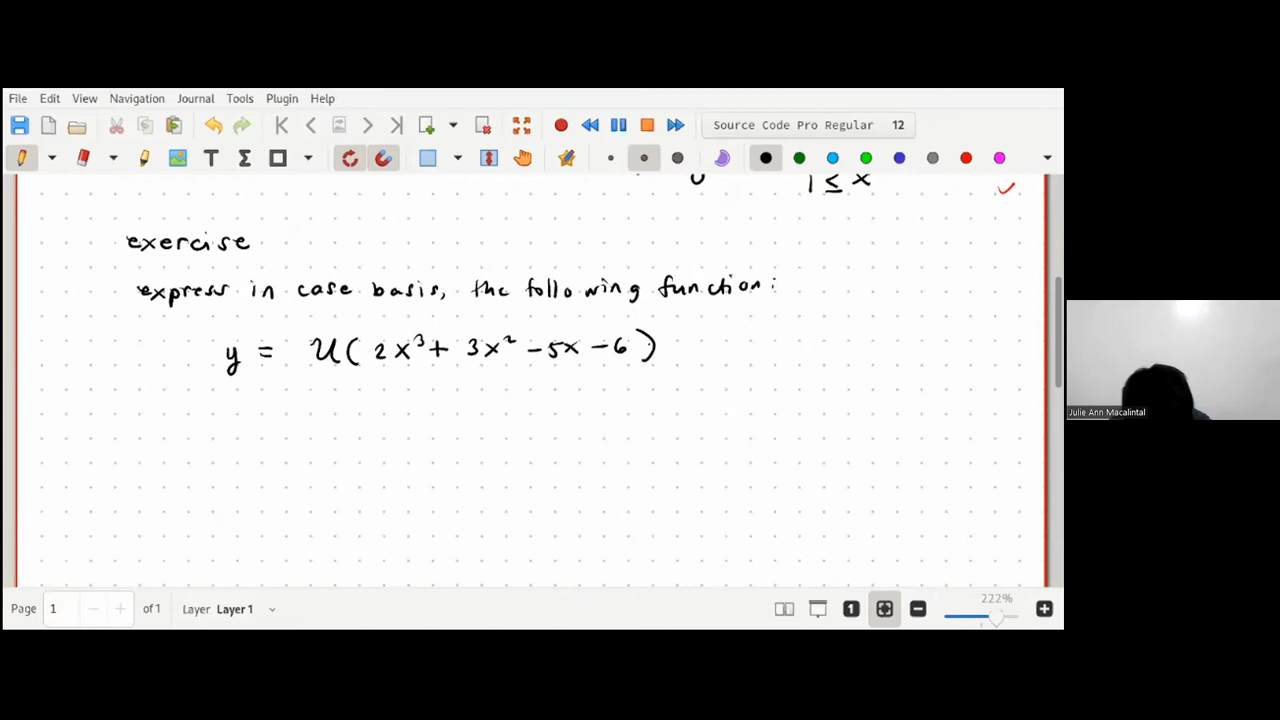 File Edit View Navigation Journal Tools Plugin Help
Source Code Pro Regular 12
1 ≤ x
exercise
express in case basis, the following function:
y = U( 2x³ + 3x² - 5x - 6 )
Julie Ann Macalintal
Page 1 of 1 Layer Layer 1 1 222%